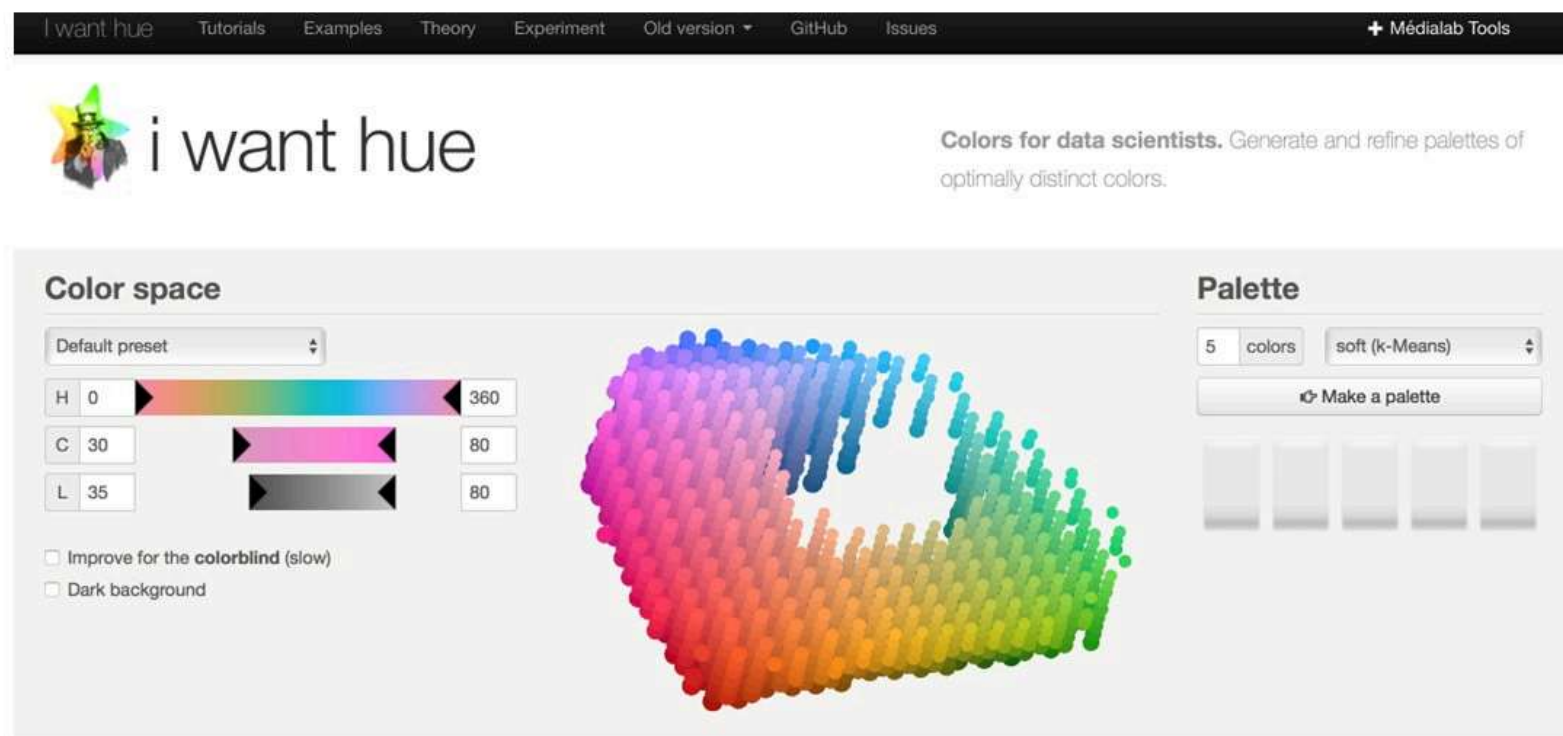 I want hue Tutorials Examples Theory Experiment Old version GitHub Issues Médialab Tools
i want hue
Colors for data scientists. Generate and refine palettes of
optimally distinct colors.
Color space
Palette
Default preset
5 colors soft (k-Means)
H 0 360
Make a palette
C 30 80
L 35 80
Improve for the colorblind (slow)
Dark background